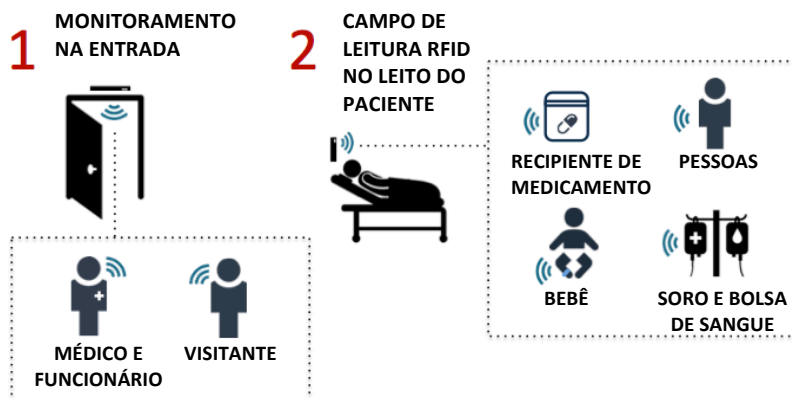 1
MONITORAMENTO
NA ENTRADA
MÉDICO E
FUNCIONÁRIO
VISITANTE
2
CAMPO DE
LEITURA RFID
NO LEITO DO
PACIENTE
RECIPIENTE DE
MEDICAMENTO
PESSOAS
BEBÊ
SORO E BOLSA
DE SANGUE